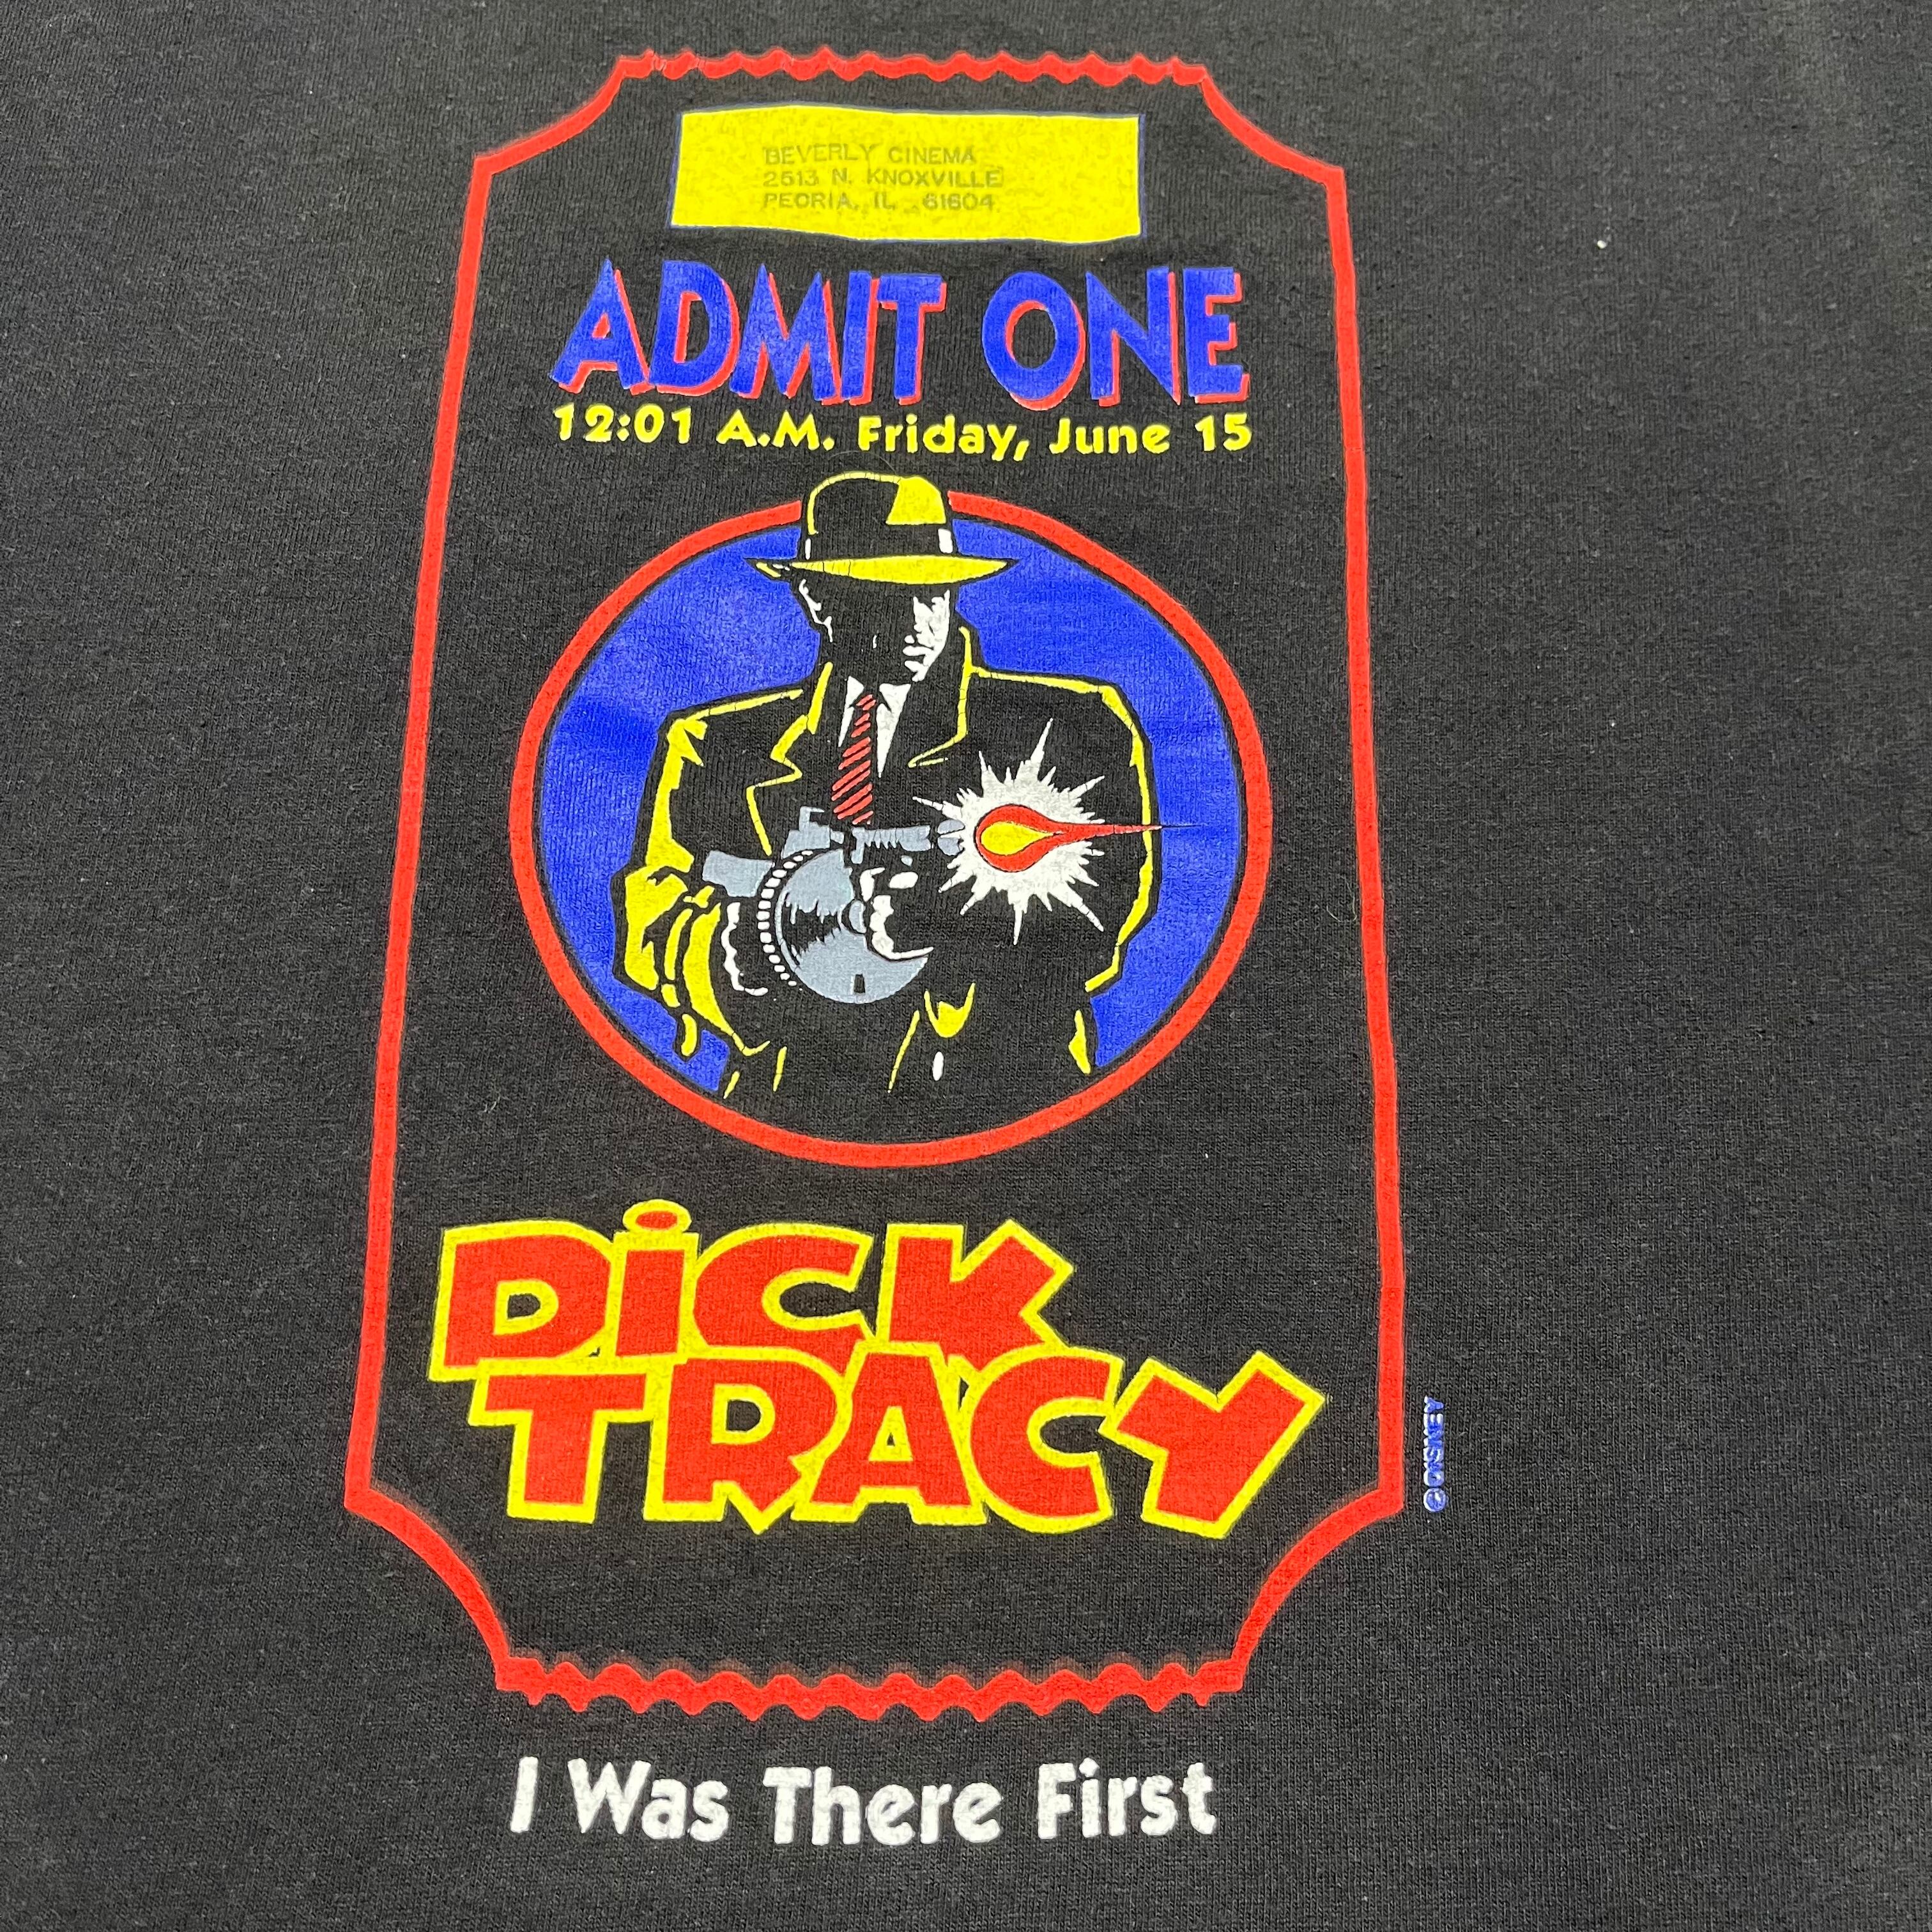 BEVERLY CINEMA
2513 N. KNOXVILLE
PEORIA, IL 61604
ADMIT ONE
12:01 A.M. Friday, June 15
DiCK
TRACY
© DISNEY
I Was There First